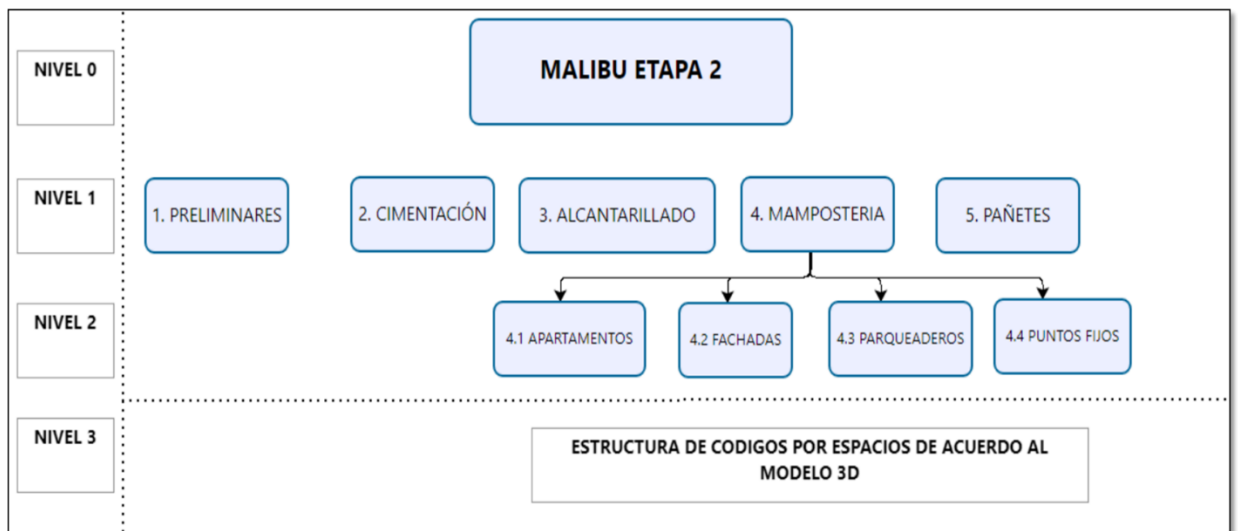 NIVEL 0
MALIBU ETAPA 2
NIVEL 1
1. PRELIMINARES
2. CIMENTACIÓN
3. ALCANTARILLADO
4. MAMPOSTERIA
5. PAÑETES
NIVEL 2
4.1 APARTAMENTOS
4.2 FACHADAS
4.3 PARQUEADEROS
4.4 PUNTOS FIJOS
NIVEL 3
ESTRUCTURA DE CODIGOS POR ESPACIOS DE ACUERDO AL
MODELO 3D